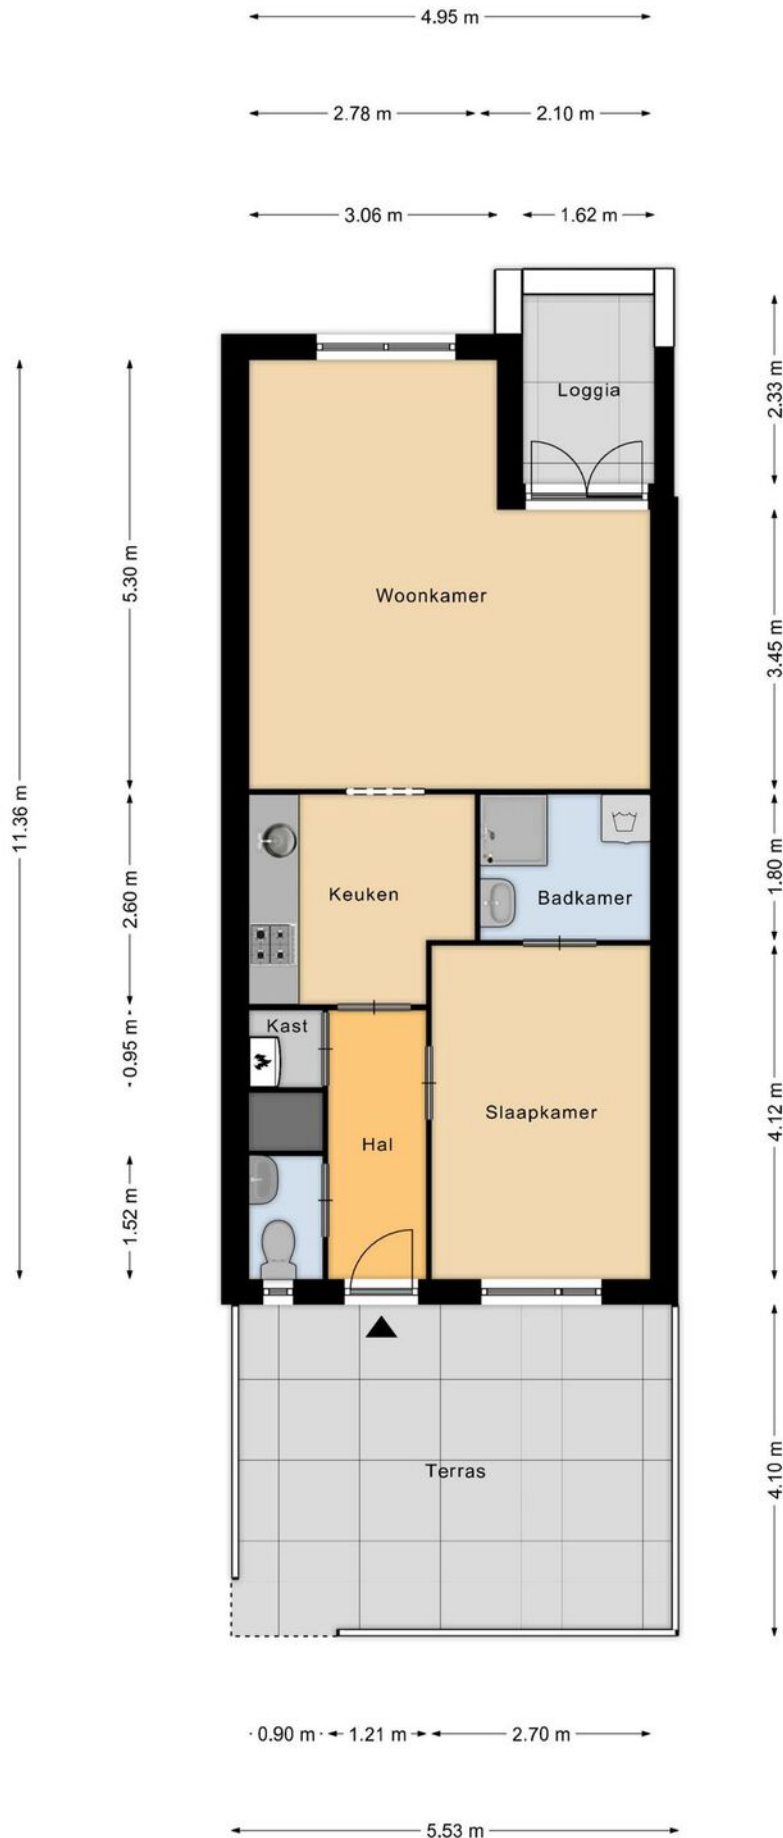 4.95 m
2.78 m
2.10 m
3.06 m
1.62 m
Loggia
2.33 m
5.30 m
Woonkamer
3.45 m
11.36 m
2.60 m
Keuken
Badkamer
1.80 m
0.95 m
Kast
Slaapkamer
4.12 m
Hal
1.52 m
Terras
4.10 m
0.90 m
1.21 m
2.70 m
5.53 m